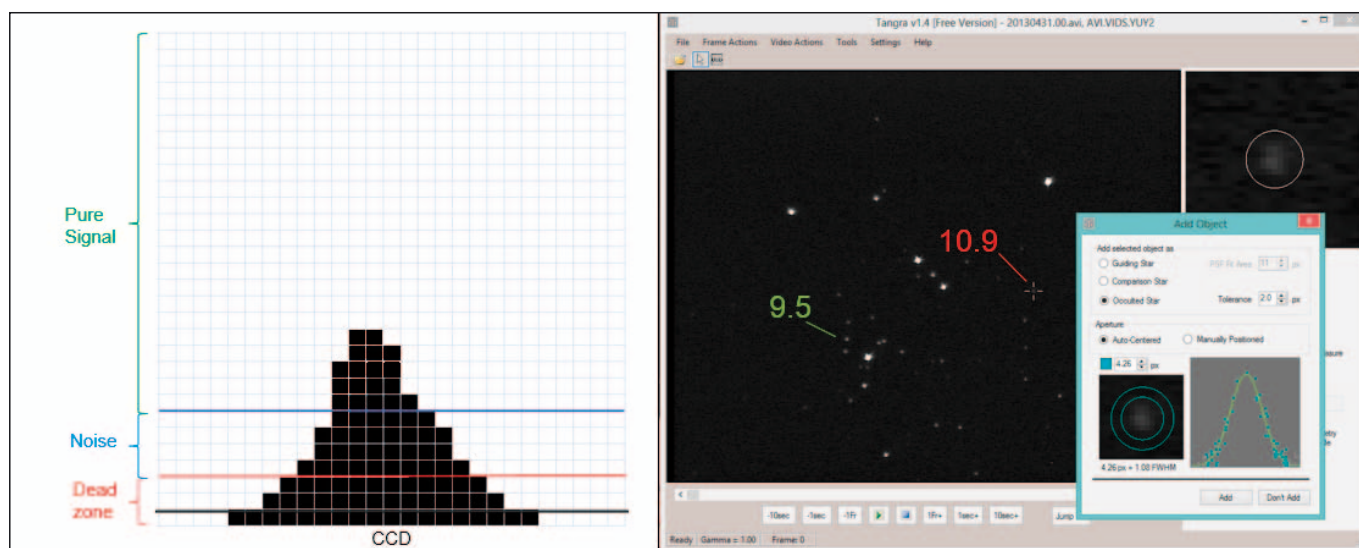 Pure
Signal
Noise
Dead
zone
CCD
Tangra v1.4 [Free Version] - 20130431.00.avi, AVI.VIDS.YUY2
File Frame Actions Video Actions Tools Settings Help
10.9
9.5
Add Object
Add selected object as
Guiding Star
PSF Fit Area 11 px
Comparison Star
Occulted Star
Tolerance 2.0 px
Aperture
Auto-Centered
Manually Positioned
4.26 px
4.26 px = 1.08 FWHM
Add Don't Add
-10sec -1sec -1Fr 1Fr+ 1sec+ 10sec+ Jump
Ready Gamma = 1.00 Frame: 0